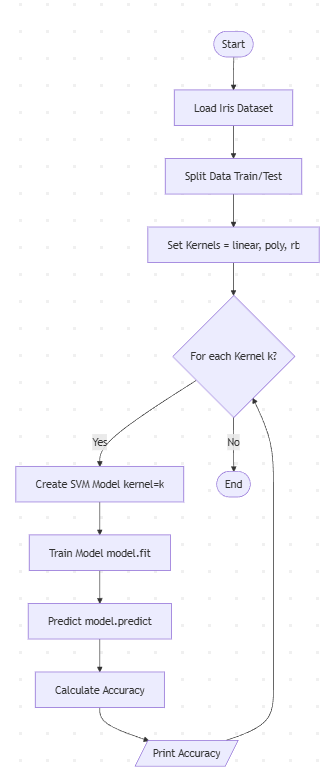 Start
Load Iris Dataset
Split Data Train/Test
Set Kernels = linear, poly, rb
For each Kernel k?
Yes
No
Create SVM Model kernel=k
End
Train Model model.fit
Predict model.predict
Calculate Accuracy
Print Accuracy